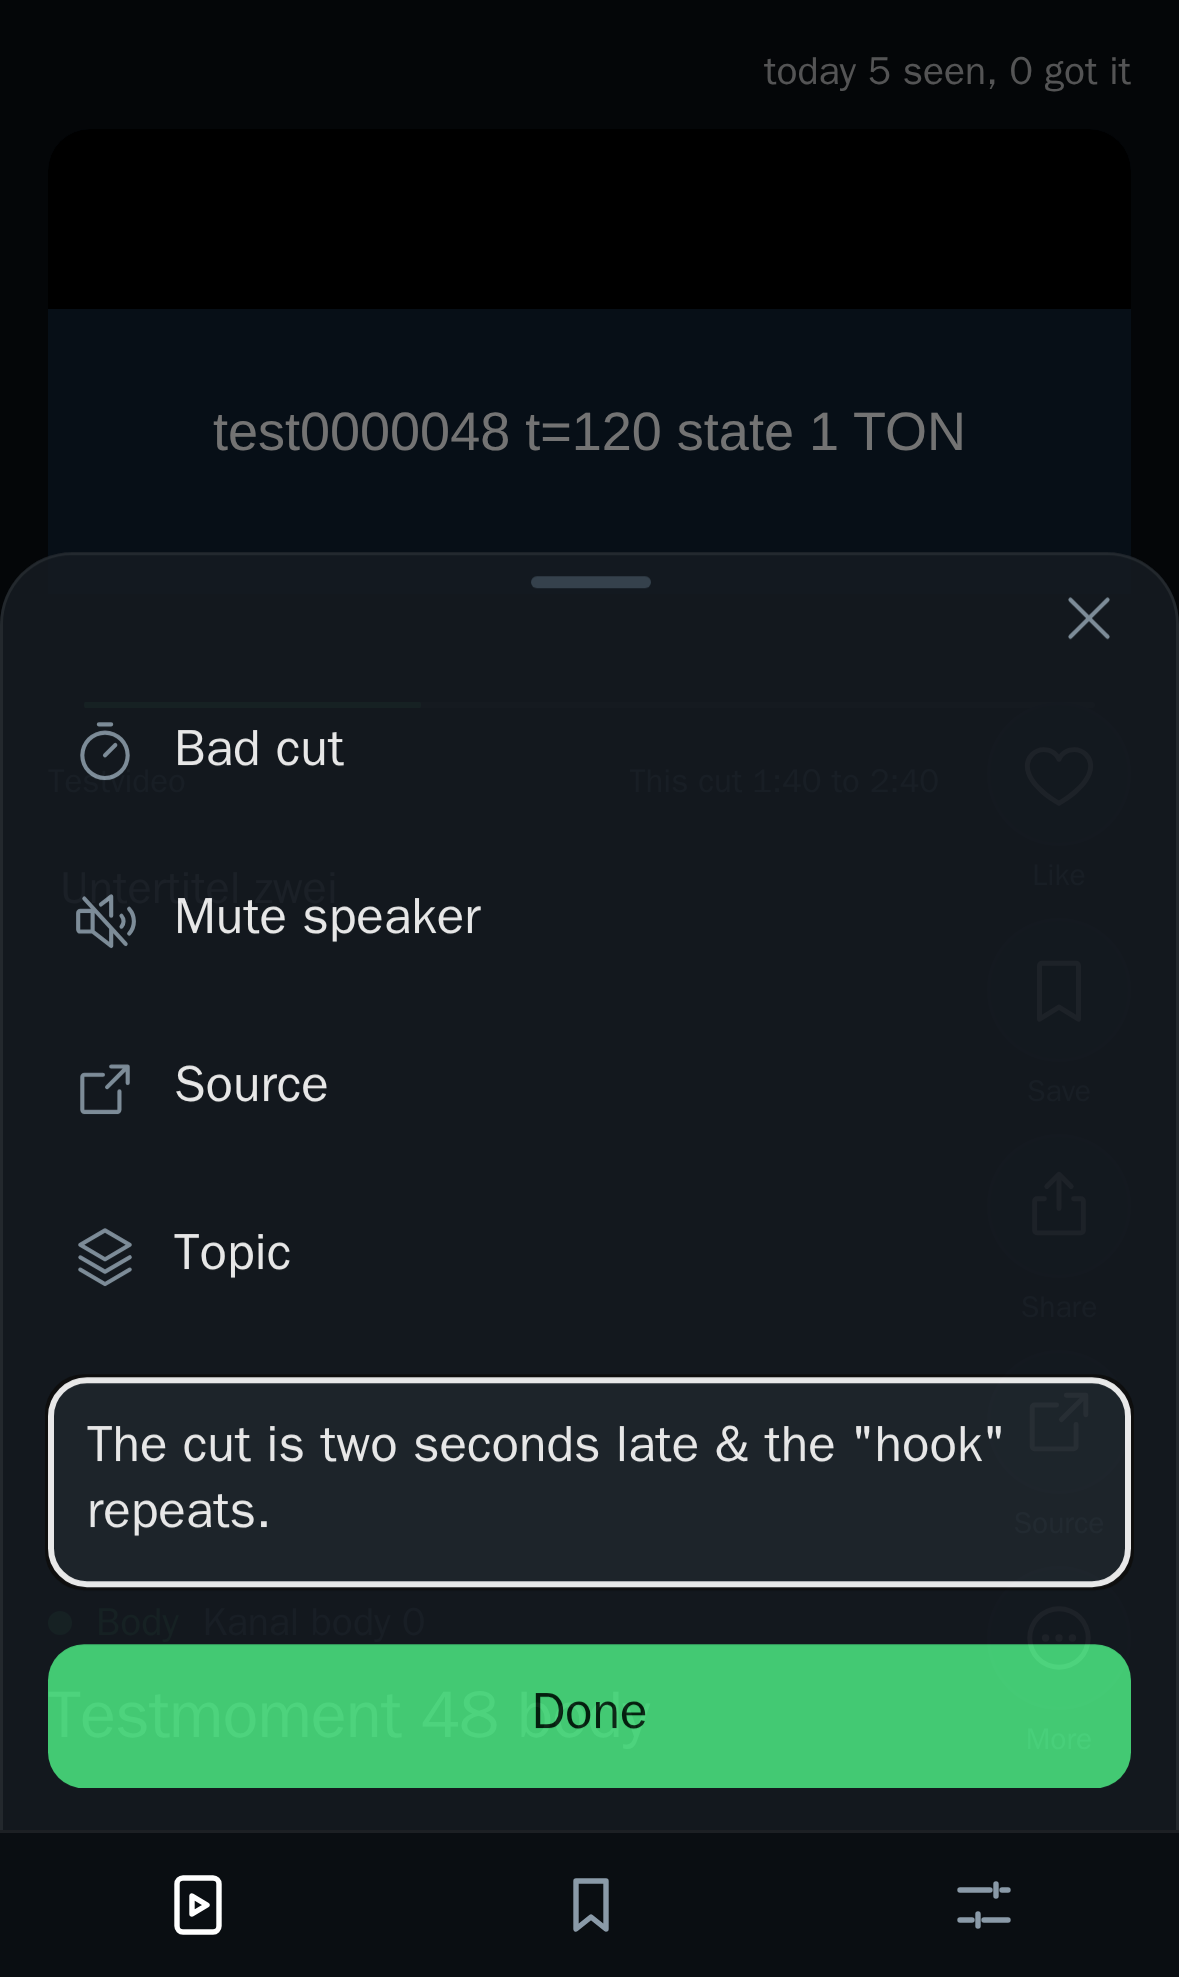 today 5 seen, 0 got it
test0000048 t=120 state 1 TON
Bad cut
Testvideo
This cut 1:40 to 2:40
Like
Untertitel zwei
Mute speaker
Save
Source
Topic
Share
The cut is two seconds late & the "hook"
repeats.
Source
Body Kanal body 0
Testmoment 48 body
Done
More